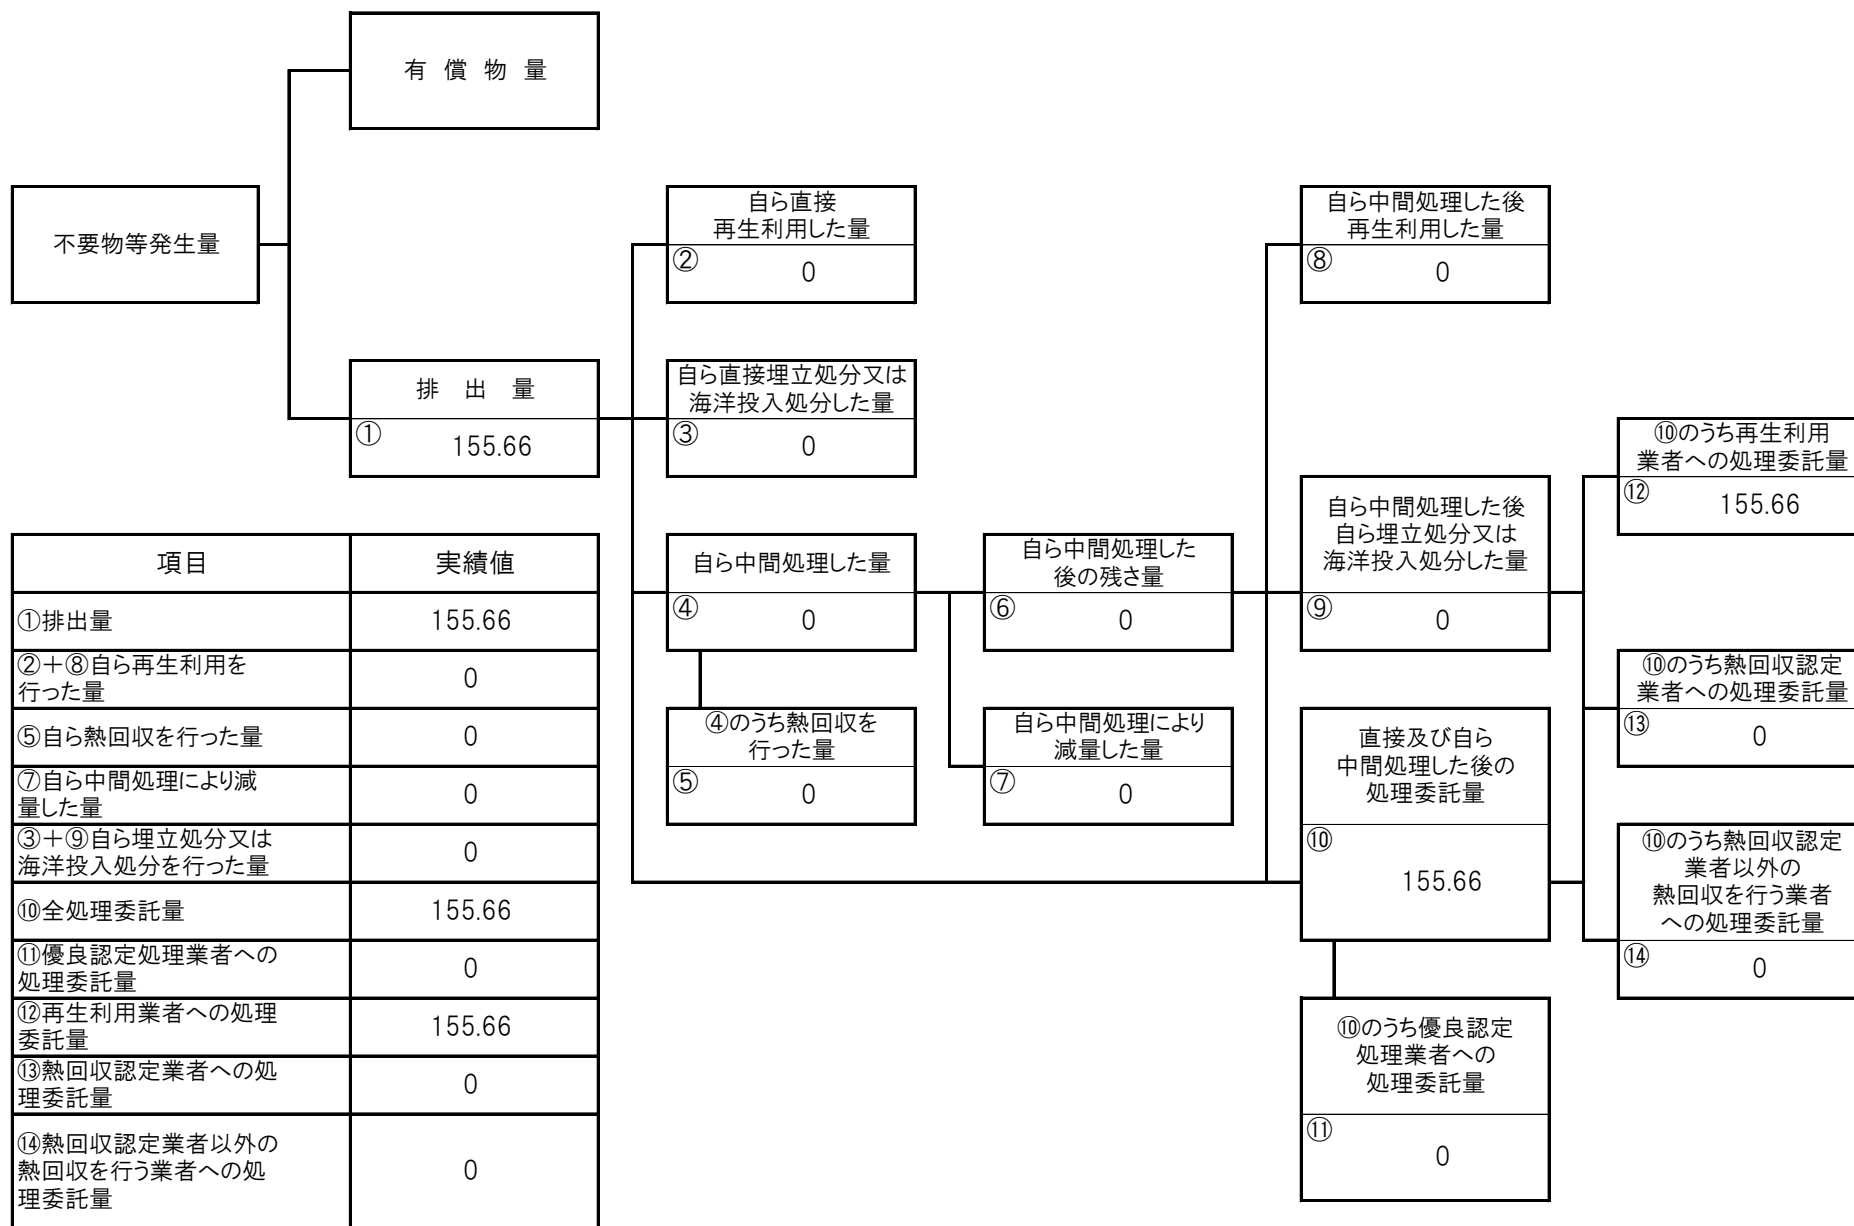 有 償 物 量
不要物等発生量
排 出 量
①
155.66
自ら直接
再生利用した量
②
0
自ら直接埋立処分又は
海洋投入処分した量
③
0
自ら中間処理した量
④
0
④のうち熱回収を
行った量
⑤
0
自ら中間処理した
後の残さ量
⑥
0
自ら中間処理により
減量した量
⑦
0
自ら中間処理した後
再生利用した量
⑧
0
自ら中間処理した後
自ら埋立処分又は
海洋投入処分した量
⑨
0
直接及び自ら
中間処理した後の
処理委託量
⑩
155.66
⑩のうち優良認定
処理業者への
処理委託量
⑪
0
⑩のうち再生利用
業者への処理委託量
⑫
155.66
⑩のうち熱回収認定
業者への処理委託量
⑬
0
⑩のうち熱回収認定
業者以外の
熱回収を行う業者
への処理委託量
⑭
0
項目
実績値
①排出量
155.66
②＋⑧自ら再生利用を
行った量
0
⑤自ら熱回収を行った量
0
⑦自ら中間処理により減
量した量
0
③＋⑨自ら埋立処分又は
海洋投入処分を行った量
0
⑩全処理委託量
155.66
⑪優良認定処理業者への
処理委託量
0
⑫再生利用業者への処理
委託量
155.66
⑬熱回収認定業者への処
理委託量
0
⑭熱回収認定業者以外の
熱回収を行う業者への処
理委託量
0